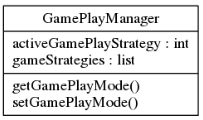 GamePlayManager
activeGamePlayStrategy : int
gameStrategies : list
getGamePlayMode()
setGamePlayMode()